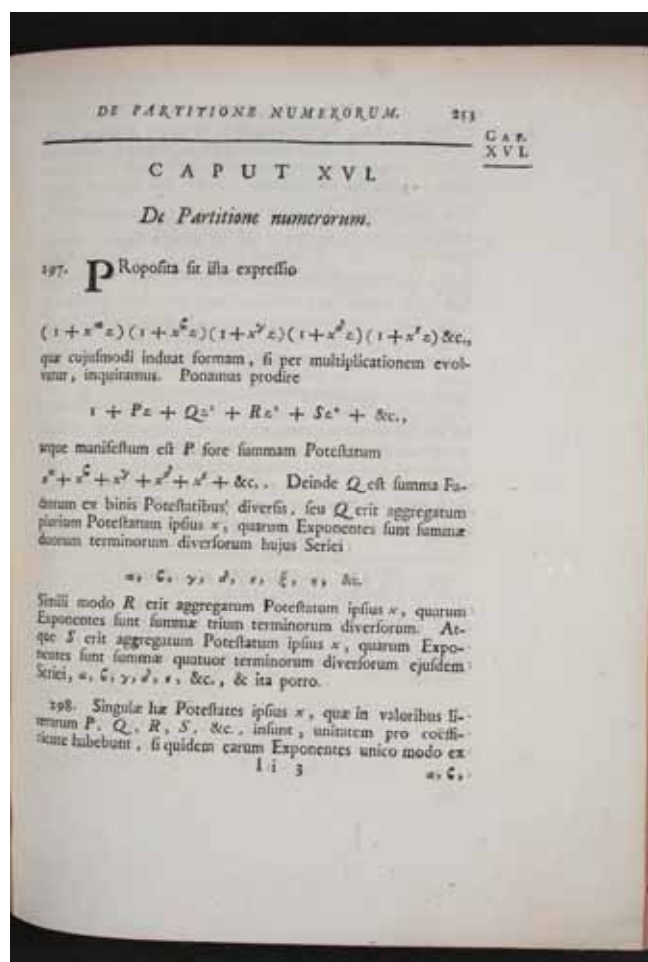 DE PARTITIONE NUMERORUM. 253
CAP. XVI.
CAPUT XVI.
De Partitione numerorum.
297. PRoposita sit ista expressio
(1+x^α z)(1+x^ϐ z)(1+x^γ z)(1+x^δ z)(1+x^ε z) &c.,
quæ cujusmodi induat formam, si per multiplicationem evol-
vatur, inquiramus. Ponamus prodire
1 + Pz + Qz² + Rz³ + Sz⁴ + &c.,
atque manifestum est P fore summam Potestatum
x^α + x^ϐ + x^γ + x^δ + x^ε + &c.. Deinde Q est summa Fa-
ctorum ex binis Potestatibus diversis, seu Q erit aggregatum
plurium Potestatum ipsius x, quarum Exponentes sunt summæ
duorum terminorum diversorum hujus Seriei
α, ϐ, γ, δ, ε, ξ, η, &c.
Simili modo R erit aggregatum Potestatum ipsius x, quarum
Exponentes sunt summæ trium terminorum diversorum. At-
que S erit aggregatum Potestatum ipsius x, quarum Expo-
nentes sunt summæ quatuor terminorum diversorum ejusdem
Seriei, α, ϐ, γ, δ, ε, &c., & ita porro.
298. Singulæ hæ Potestates ipsius x, quæ in valoribus li-
terarum P, Q, R, S, &c., insunt, unitatem pro coëffi-
ciente habebunt, si quidem earum Exponentes unico modo ex
I i 3 α, ϐ,